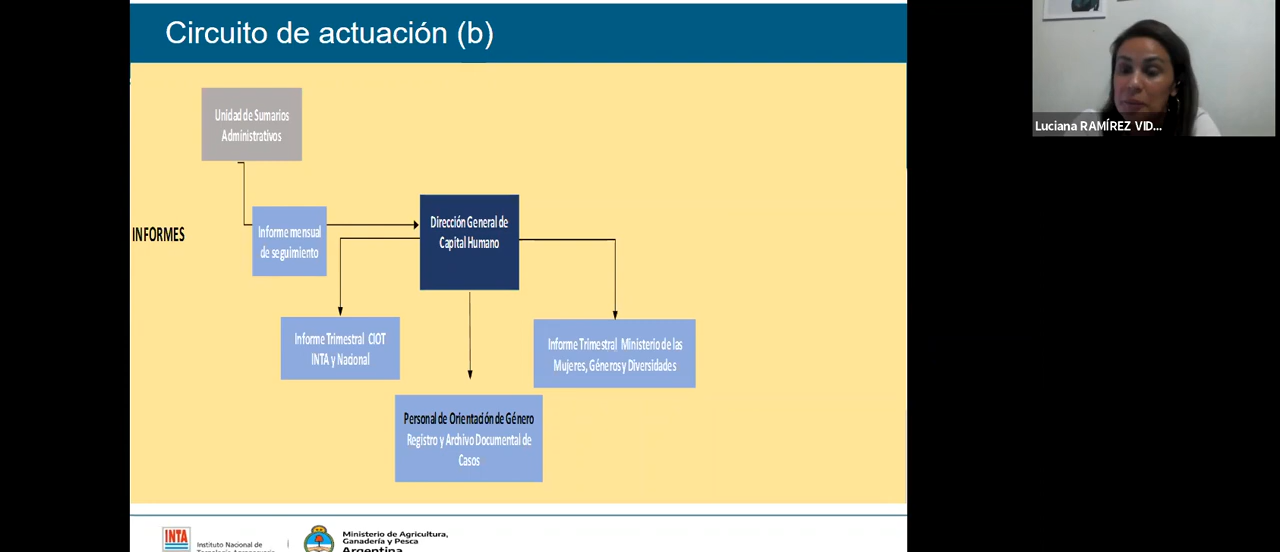 Circuito de actuación (b)
Unidad de Sumarios
Administrativos
INFORMES
Informe mensual
de seguimiento
Dirección General de
Capital Humano
Informe Trimestral CIOT
INTA y Nacional
Informe Trimestral Ministerio de las
Mujeres, Géneros y Diversidades
Personal de Orientación de Género
Registro y Archivo Documental de
Casos
INTA
Instituto Nacional de
Tecnología Agropecuaria
Ministerio de Agricultura,
Ganadería y Pesca
Argentina
Luciana RAMÍREZ VID...